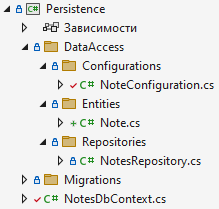 Persistence
Зависимости
DataAccess
Configurations
C# NoteConfiguration.cs
Entities
C# Note.cs
Repositories
C# NotesRepository.cs
Migrations
C# NotesDbContext.cs